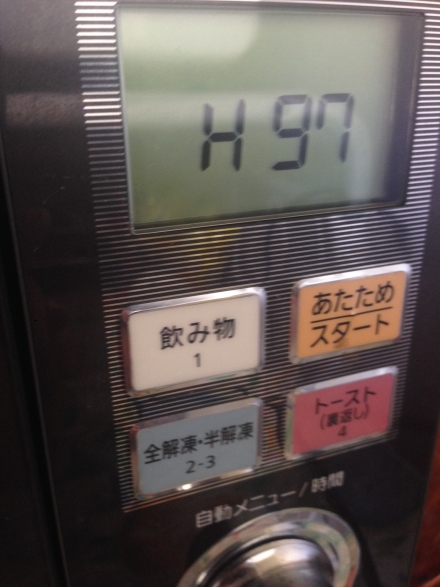 H97
飲み物
1
あたため
スタート
全解凍・半解凍
2-3
トースト
(裏返し)
4
自動メニュー/時間